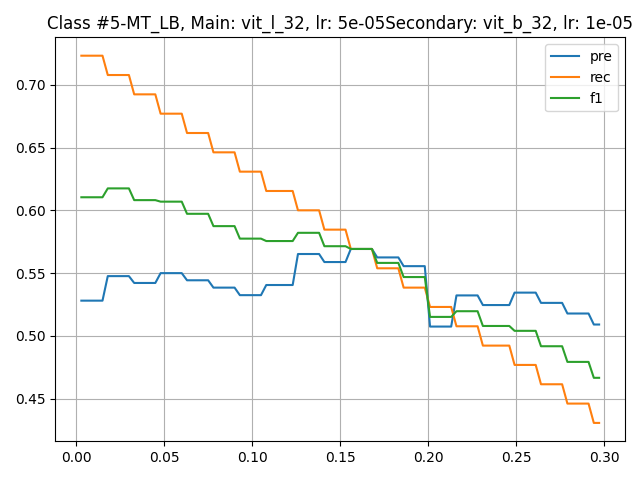 Class #5-MT_LB, Main: vit_l_32, lr: 5e-05Secondary: vit_b_32, lr: 1e-05
pre
rec
f1
0.70
0.65
0.60
0.55
0.50
0.45
0.00 0.05 0.10 0.15 0.20 0.25 0.30